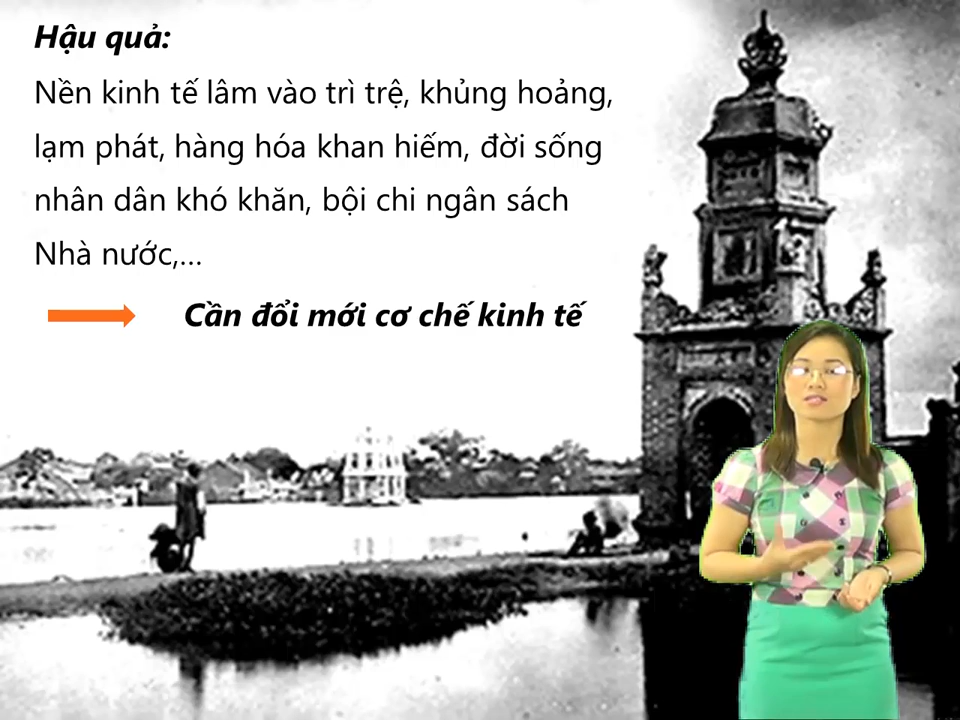 Hậu quả:
Nền kinh tế lâm vào trì trệ, khủng hoảng,
lạm phát, hàng hóa khan hiếm, đời sống
nhân dân khó khăn, bội chi ngân sách
Nhà nước,...
Cần đổi mới cơ chế kinh tế